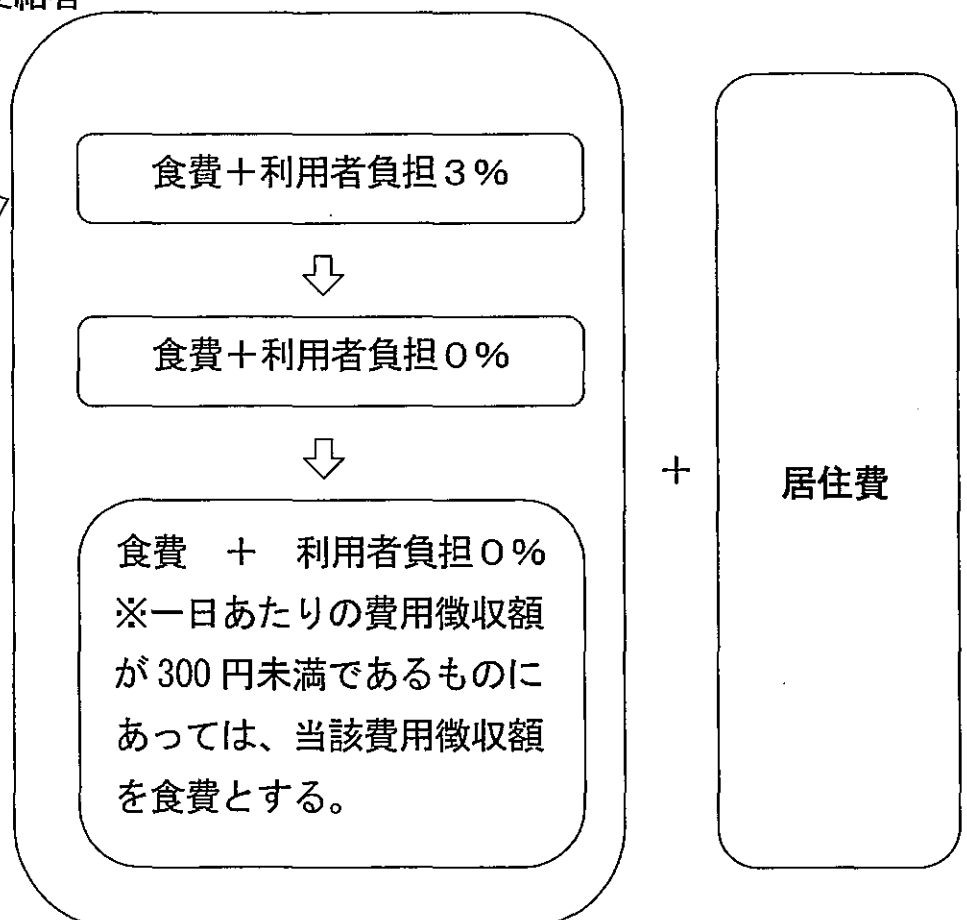 食費＋利用者負担３％
食費＋利用者負担０％
食費　＋　利用者負担０％
※一日あたりの費用徴収額
が300円未満であるものに
あっては、当該費用徴収額
を食費とする。
＋
居住費